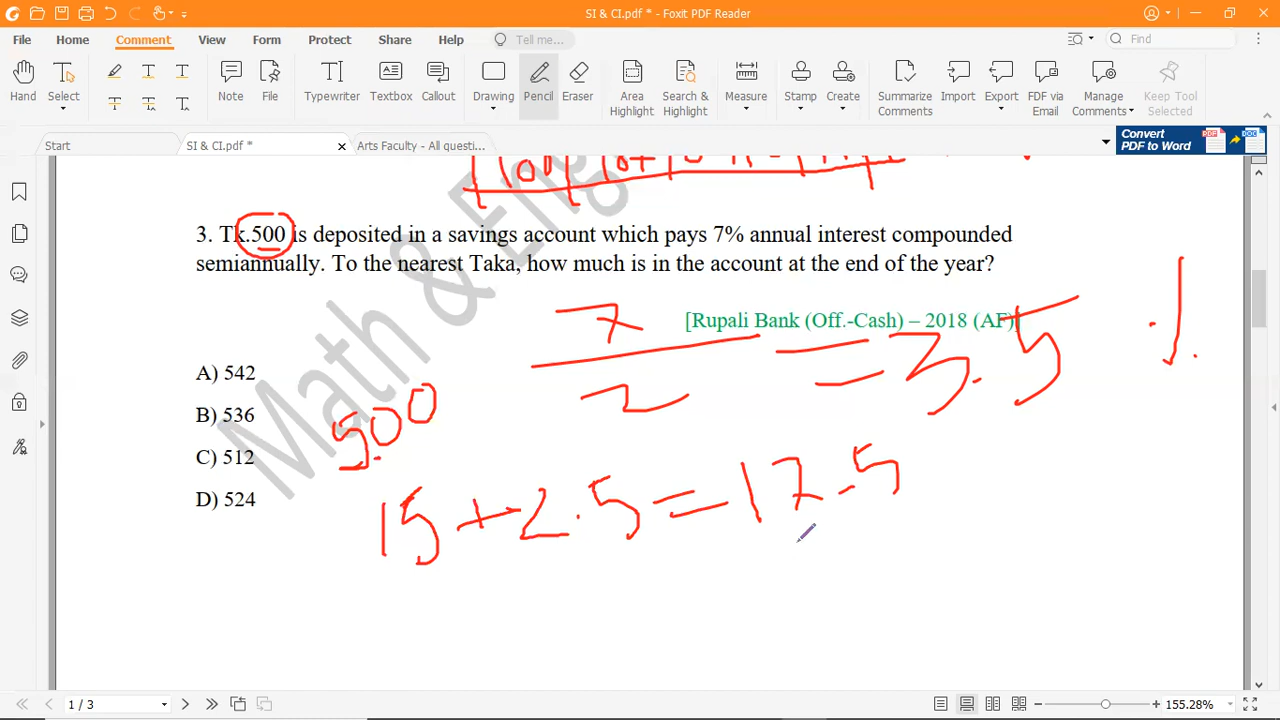 SI & CI.pdf * - Foxit PDF Reader
File Home Comment View Form Protect Share Help Tell me... Find
Hand Select Note File Typewriter Textbox Callout Drawing Pencil Eraser Area Highlight Search & Highlight Measure Stamp Create Summarize Comments Import Export PDF via Email Manage Comments Keep Tool Selected
Start SI & CI.pdf * Arts Faculty - All questi... Convert PDF to Word
3. Tk.500 is deposited in a savings account which pays 7% annual interest compounded
semiannually. To the nearest Taka, how much is in the account at the end of the year?
[Rupali Bank (Off.-Cash) – 2018 (AF)]
7
2
= 3.5
A) 542
B) 536
500
C) 512
D) 524
15 + 2.5 = 17.5
Math & Eng
1 / 3 155.28%